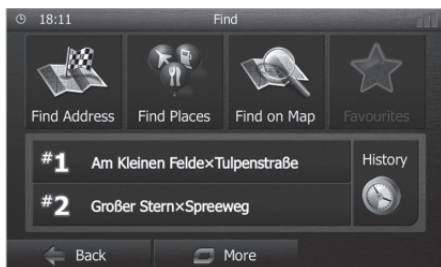 18:11 Find
Find Address Find Places Find on Map Favourites
#1 Am Kleinen Felde×Tulpenstraße
History
#2 Großer Stern×Spreeweg
Back More